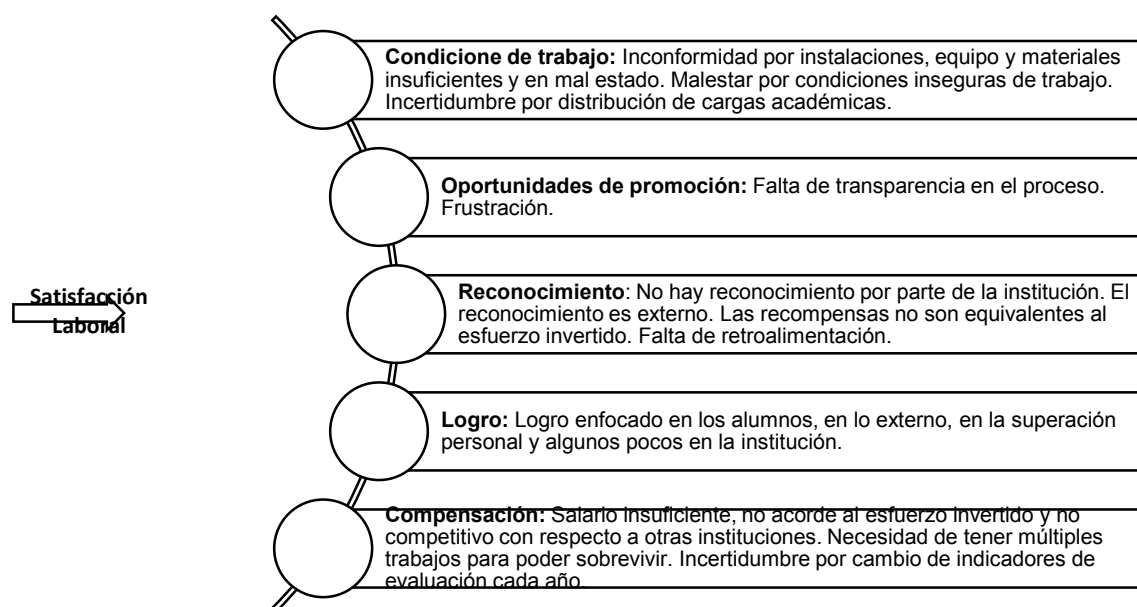 Condicione de trabajo: Inconformidad por instalaciones, equipo y materiales
insuficientes y en mal estado. Malestar por condiciones inseguras de trabajo.
Incertidumbre por distribución de cargas académicas.
Oportunidades de promoción: Falta de transparencia en el proceso.
Frustración.
Satisfacción
Laboral
Reconocimiento: No hay reconocimiento por parte de la institución. El
reconocimiento es externo. Las recompensas no son equivalentes al
esfuerzo invertido. Falta de retroalimentación.
Logro: Logro enfocado en los alumnos, en lo externo, en la superación
personal y algunos pocos en la institución.
Compensación: Salario insuficiente, no acorde al esfuerzo invertido y no
competitivo con respecto a otras instituciones. Necesidad de tener múltiples
trabajos para poder sobrevivir. Incertidumbre por cambio de indicadores de
evaluación cada año.